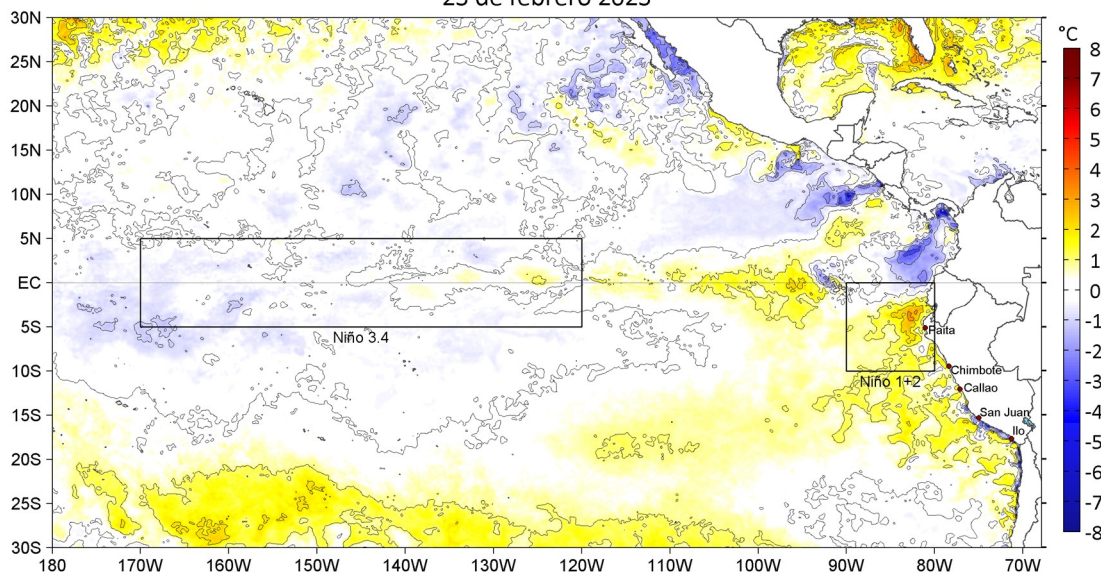 23 de febrero 2023
30N
25N
20N
15N
10N
5N
EC
5S
10S
15S
20S
25S
30S
180 170W 160W 150W 140W 130W 120W 110W 100W 90W 80W 70W
Niño 3.4
Niño 1+2
Paita
Chimbote
Callao
San Juan
Ilo
°C
8
7
6
5
4
3
2
1
0
-1
-2
-3
-4
-5
-6
-7
-8